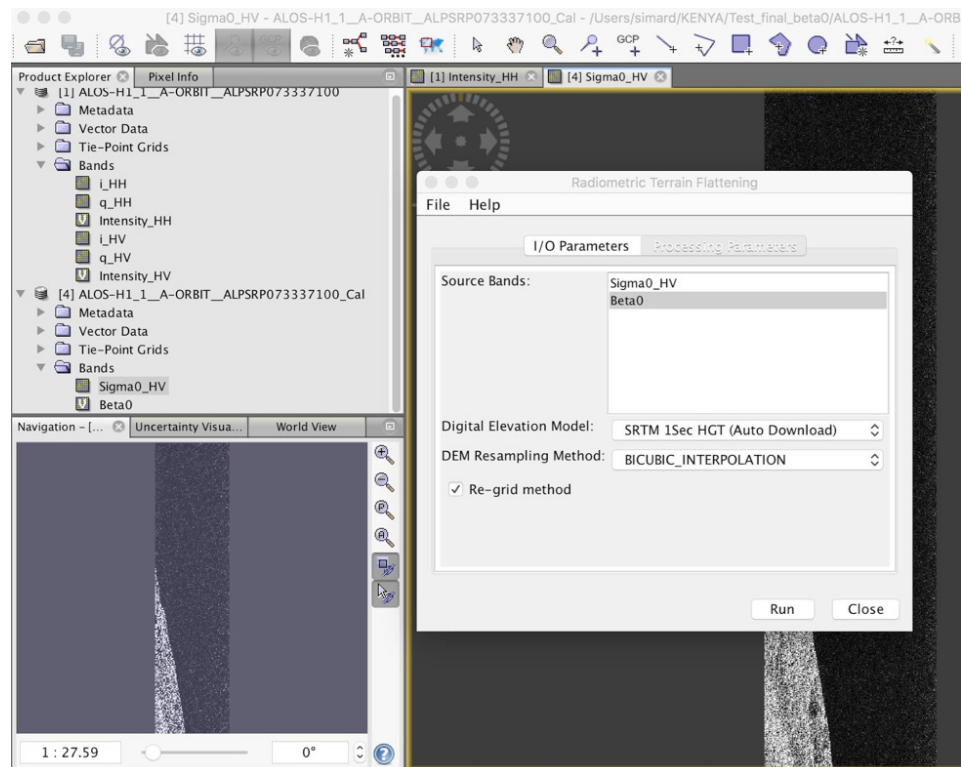 [4] Sigma0_HV - ALOS-H1_1__A-ORBIT__ALPSRP073337100_Cal - /Users/simard/KENYA/Test_final_beta0/ALOS-H1_1__A-ORB
GCP
Product Explorer
Pixel Info
[1] ALOS-H1_1__A-ORBIT__ALPSRP073337100
Metadata
Vector Data
Tie-Point Grids
Bands
i_HH
q_HH
Intensity_HH
i_HV
q_HV
Intensity_HV
[4] ALOS-H1_1__A-ORBIT__ALPSRP073337100_Cal
Metadata
Vector Data
Tie-Point Grids
Bands
Sigma0_HV
Beta0
Navigation - [...
Uncertainty Visua...
World View
1 : 27.59
0°
[1] Intensity_HH
[4] Sigma0_HV
Radiometric Terrain Flattening
File Help
I/O Parameters
Processing Parameters
Source Bands:
Sigma0_HV
Beta0
Digital Elevation Model:
SRTM 1Sec HGT (Auto Download)
DEM Resampling Method:
BICUBIC_INTERPOLATION
Re-grid method
Run
Close